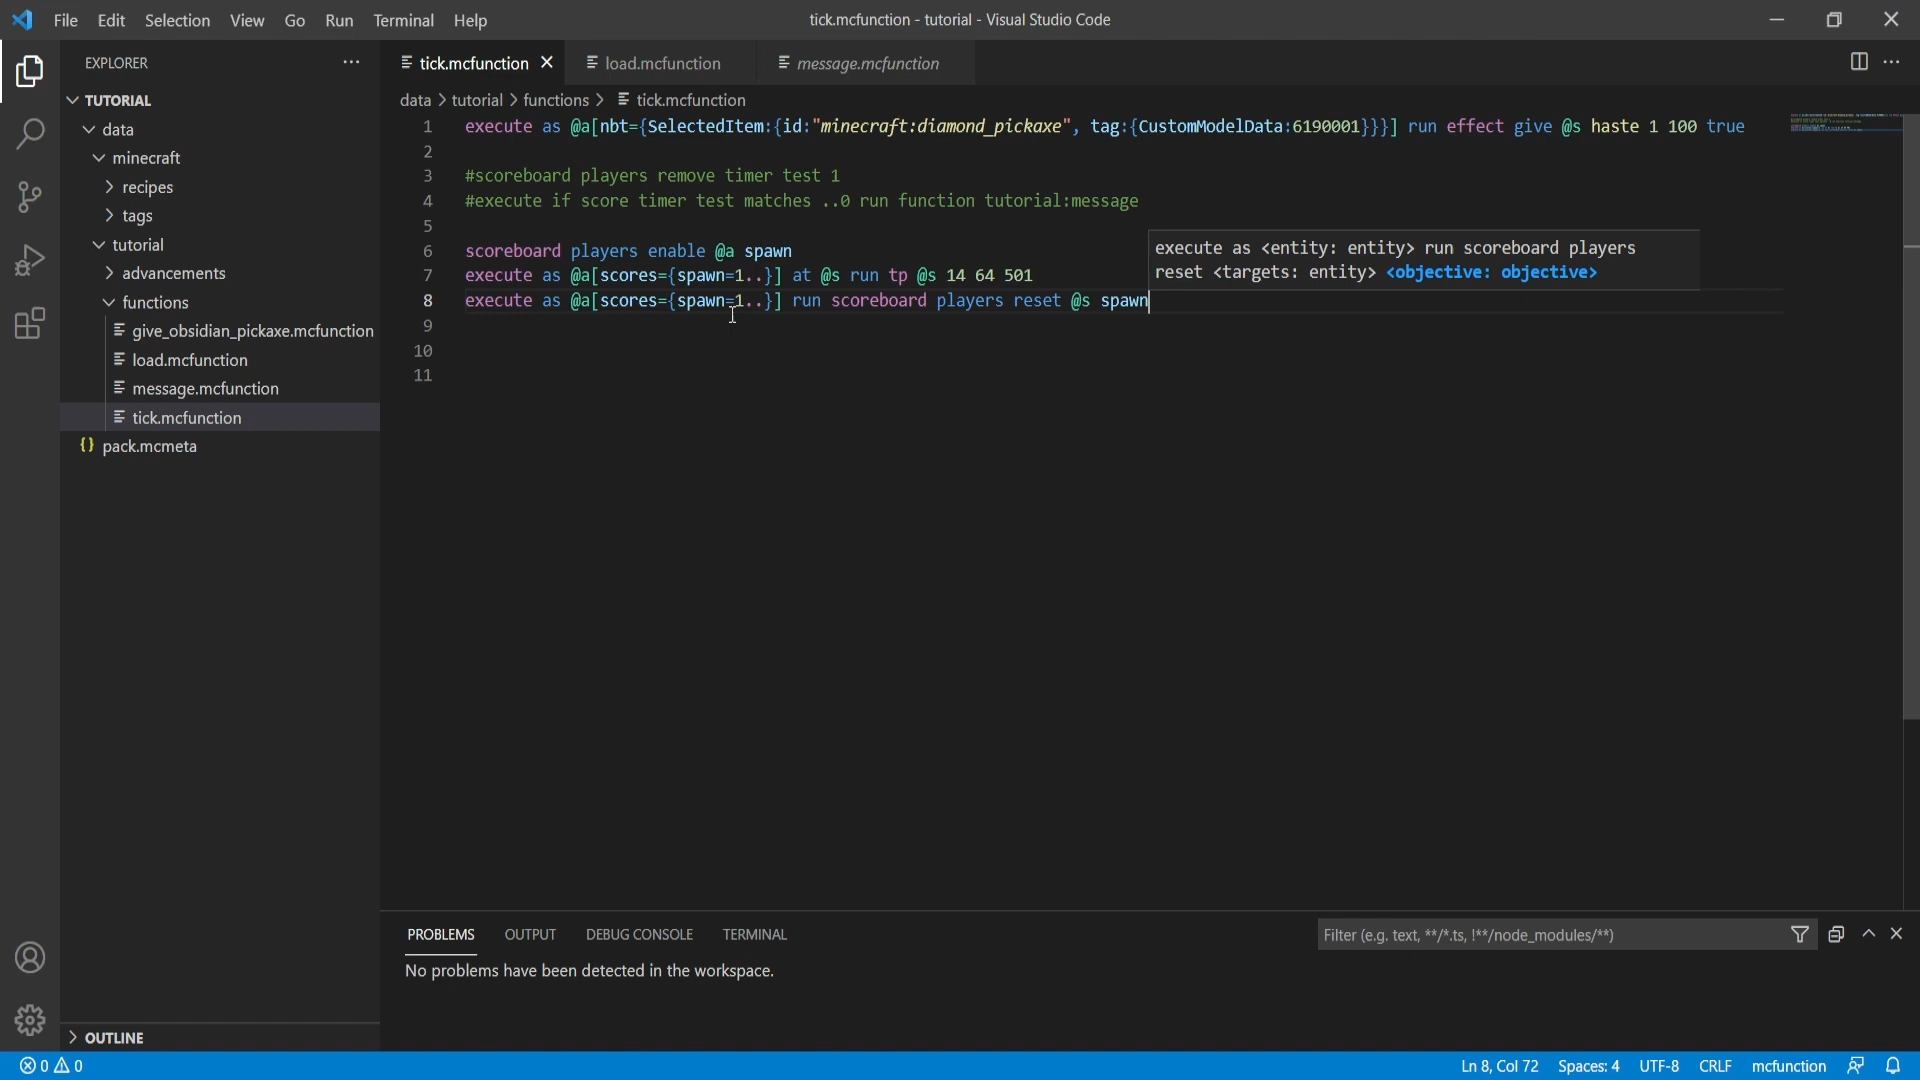 File Edit Selection View Go Run Terminal Help
tick.mcfunction - tutorial - Visual Studio Code
EXPLORER
TUTORIAL
data
minecraft
recipes
tags
tutorial
advancements
functions
give_obsidian_pickaxe.mcfunction
load.mcfunction
message.mcfunction
tick.mcfunction
{} pack.mcmeta
OUTLINE
tick.mcfunction load.mcfunction message.mcfunction
data > tutorial > functions > tick.mcfunction
1 execute as @a[nbt={SelectedItem:{id:"minecraft:diamond_pickaxe", tag:{CustomModelData:6190001}}}] run effect give @s haste 1 100 true
2
3 #scoreboard players remove timer test 1
4 #execute if score timer test matches ..0 run function tutorial:message
5
6 scoreboard players enable @a spawn
7 execute as @a[scores={spawn=1..}] at @s run tp @s 14 64 501
8 execute as @a[scores={spawn=1..}] run scoreboard players reset @s spawn
9
10
11
execute as <entity: entity> run scoreboard players
reset <targets: entity> <objective: objective>
PROBLEMS OUTPUT DEBUG CONSOLE TERMINAL
Filter (e.g. text, **/*.ts, !**/node_modules/**)
No problems have been detected in the workspace.
0 0
Ln 8, Col 72 Spaces: 4 UTF-8 CRLF mcfunction